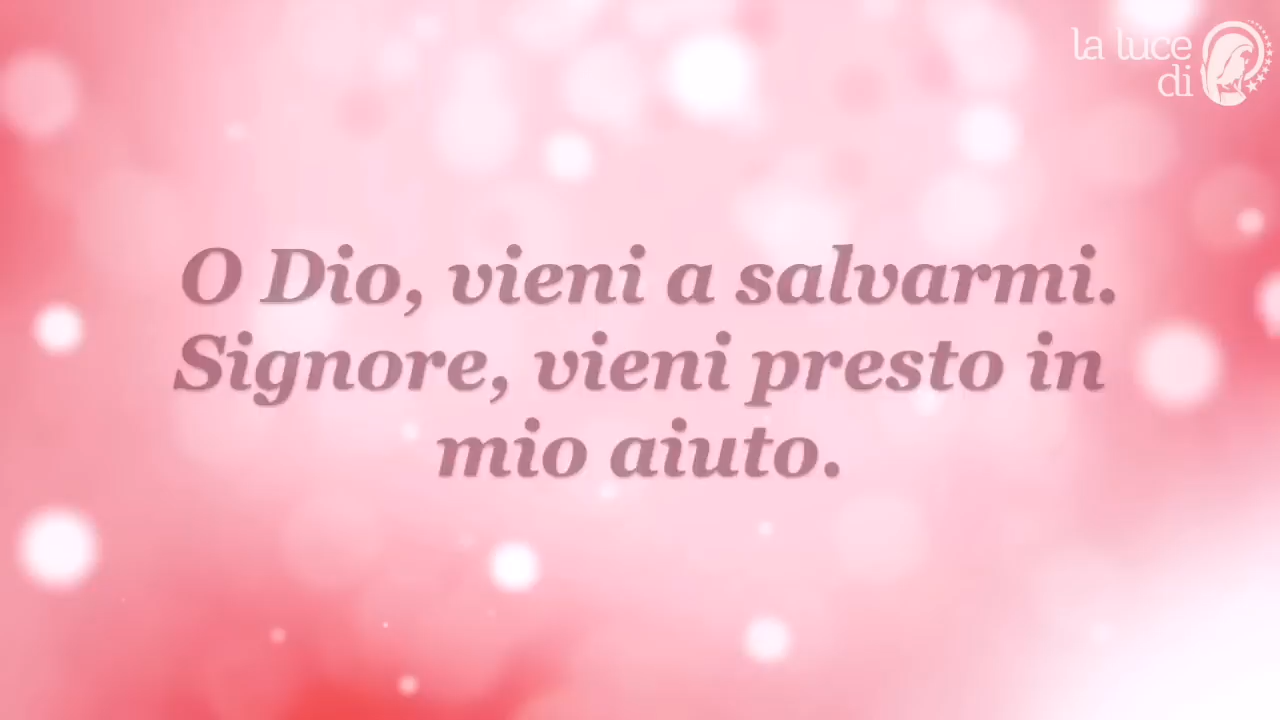 la luce
di
O Dio, vieni a salvarmi.
Signore, vieni presto in
mio aiuto.